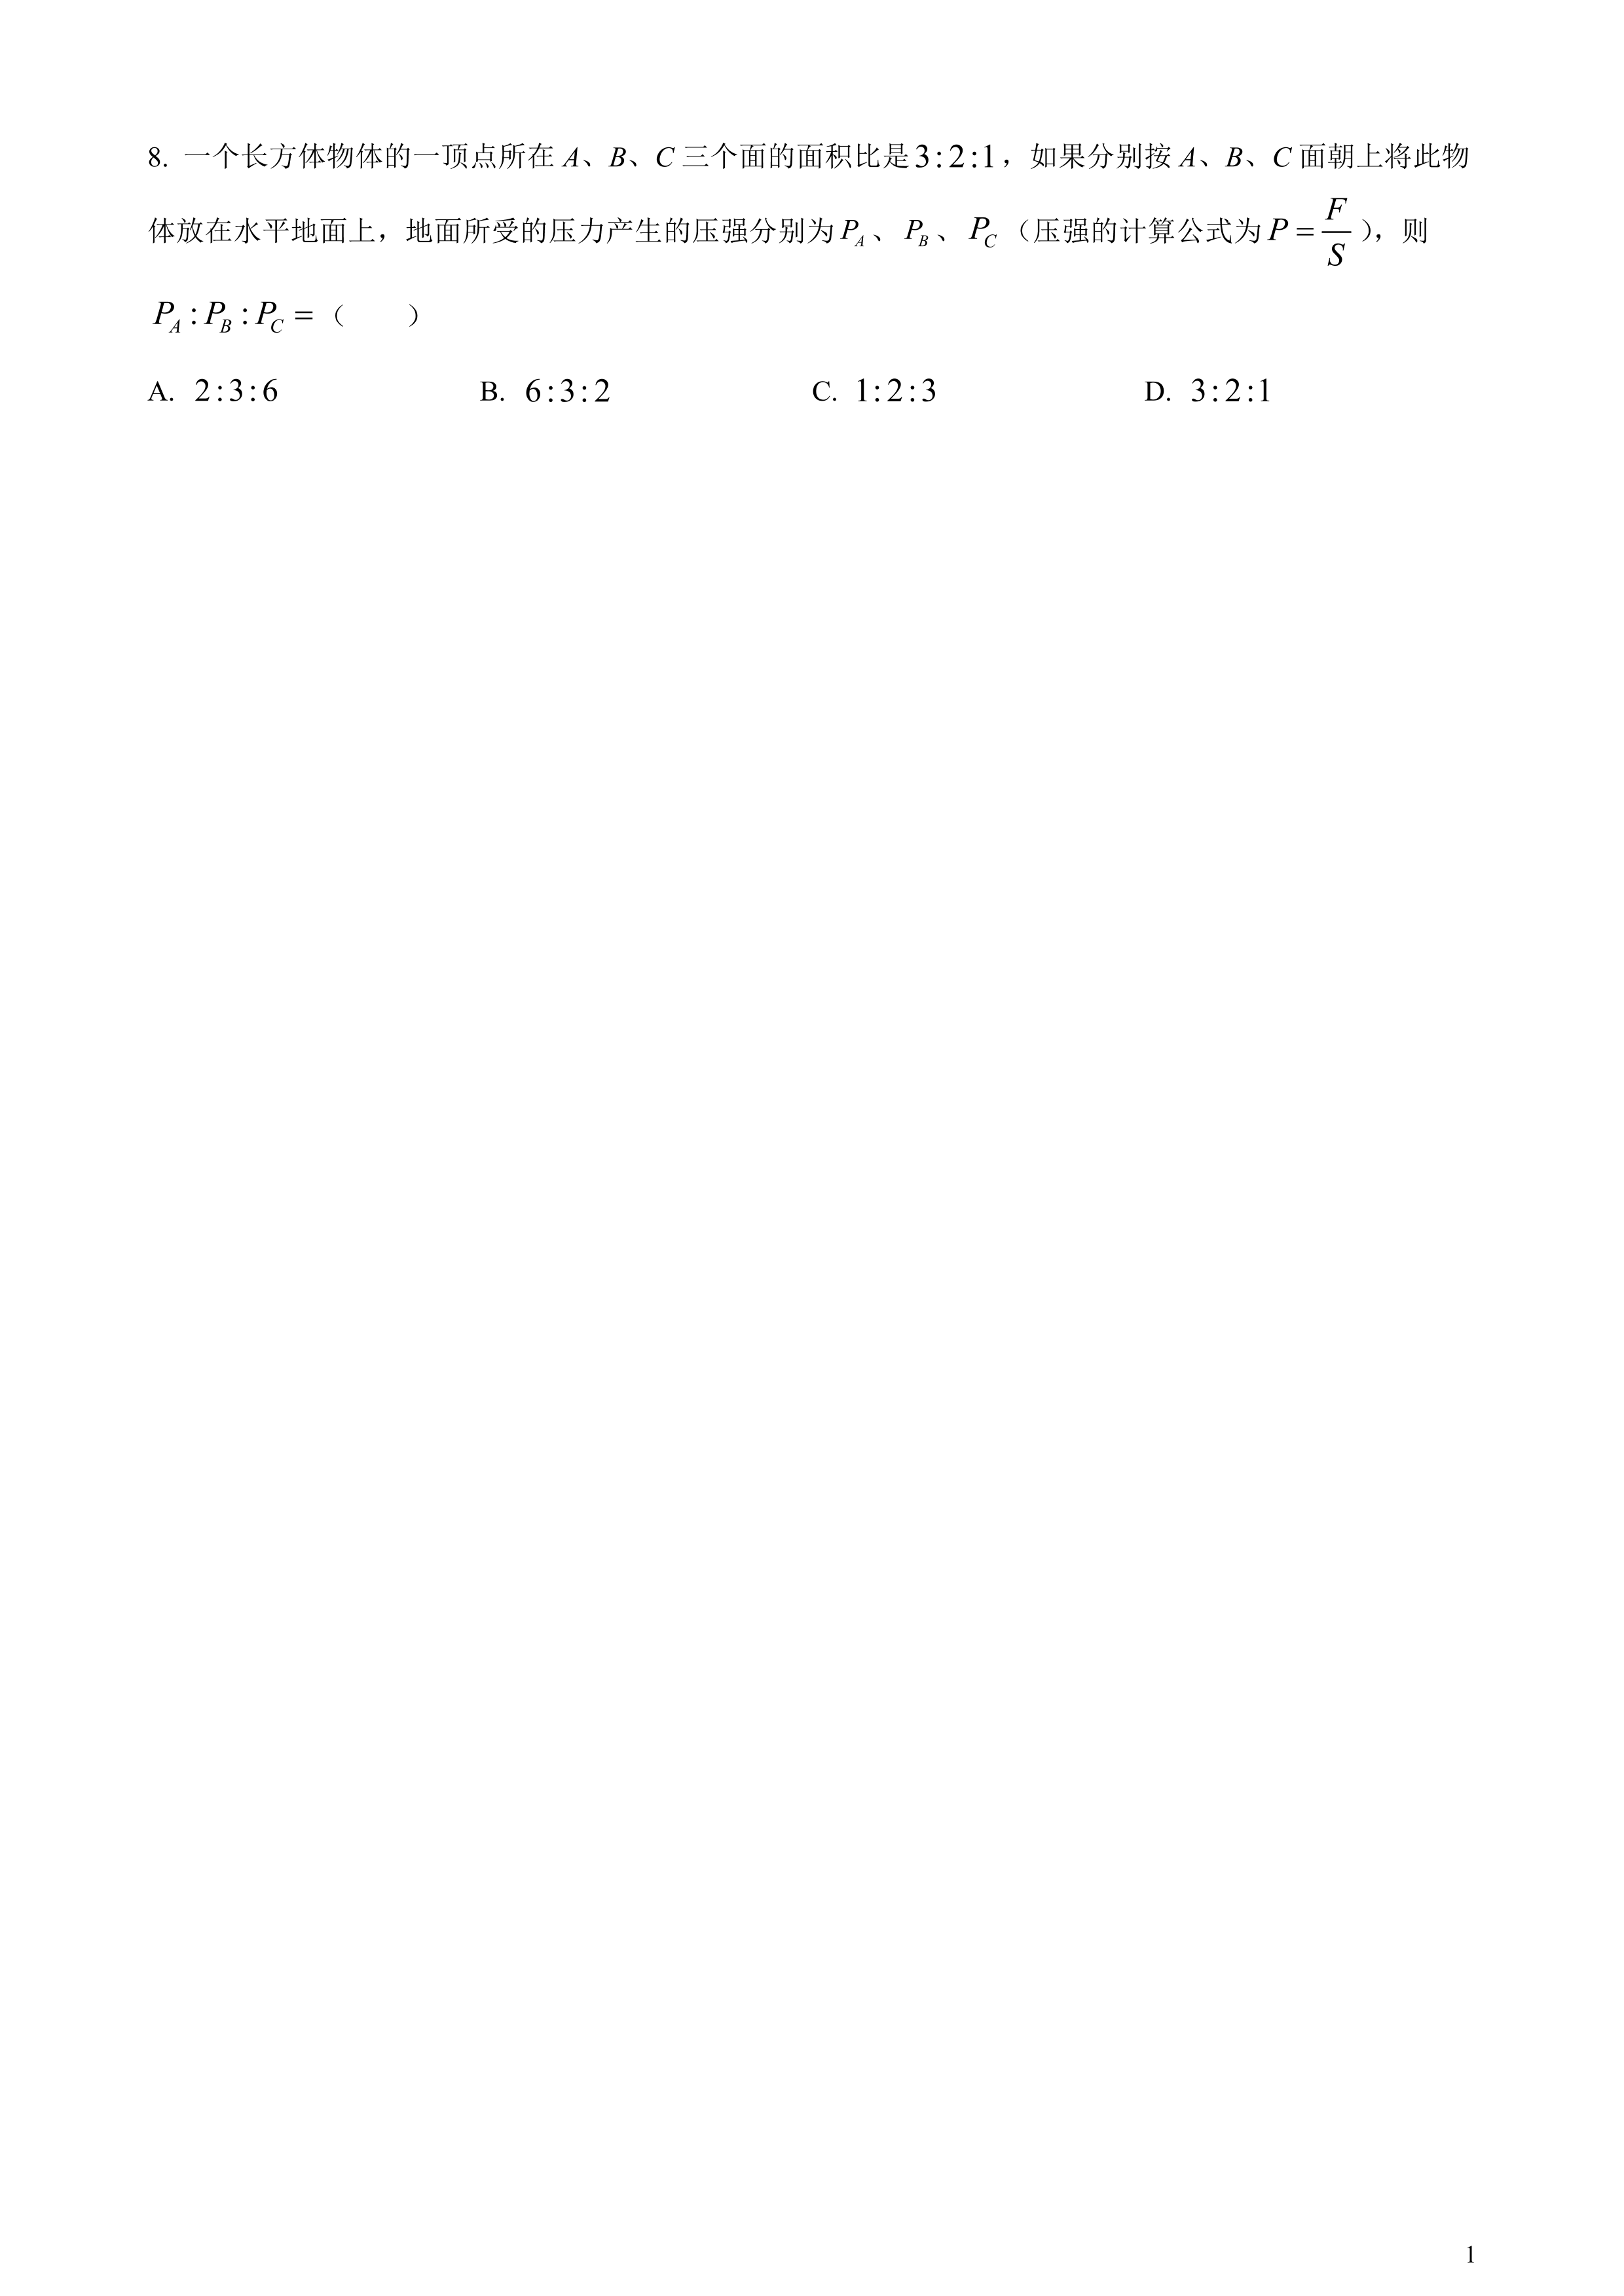 8. 一个长方体物体的一顶点所在 A、B、C 三个面的面积比是 3:2:1，如果分别按 A、B、C 面朝上将此物
体放在水平地面上，地面所受的压力产生的压强分别为 P_A、P_B、P_C（压强的计算公式为 P = F/S），则
P_A : P_B : P_C =（　　）
A. 2:3:6　　B. 6:3:2　　C. 1:2:3　　D. 3:2:1
1